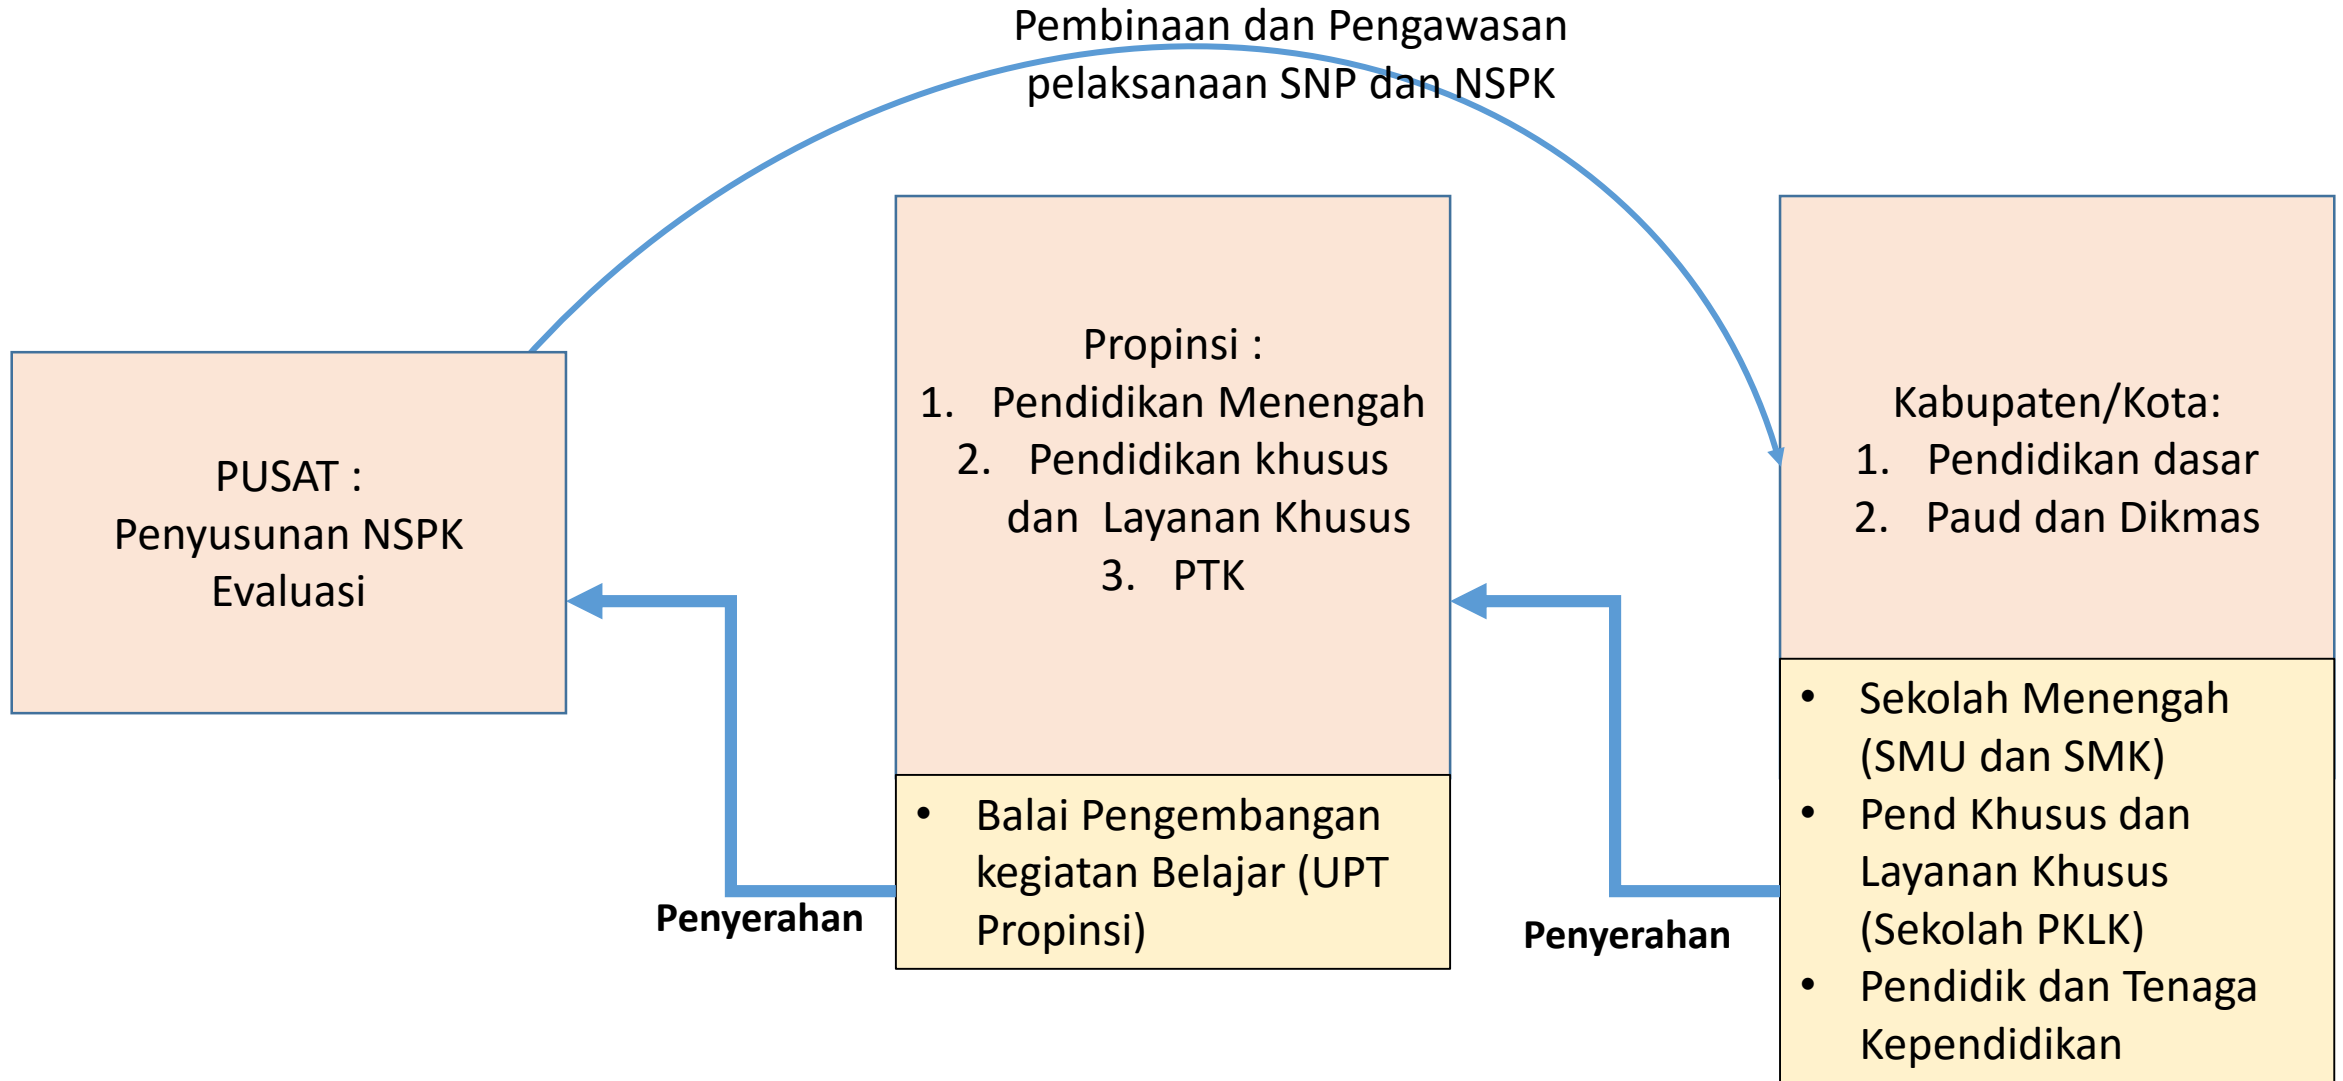 Pembinaan dan Pengawasan
pelaksanaan SNP dan NSPK
PUSAT :
Penyusunan NSPK
Evaluasi
Propinsi :
1. Pendidikan Menengah
2. Pendidikan khusus
dan Layanan Khusus
3. PTK
• Balai Pengembangan
kegiatan Belajar (UPT
Propinsi)
Kabupaten/Kota:
1. Pendidikan dasar
2. Paud dan Dikmas
• Sekolah Menengah
(SMU dan SMK)
• Pend Khusus dan
Layanan Khusus
(Sekolah PKLK)
• Pendidik dan Tenaga
Kependidikan
Penyerahan
Penyerahan